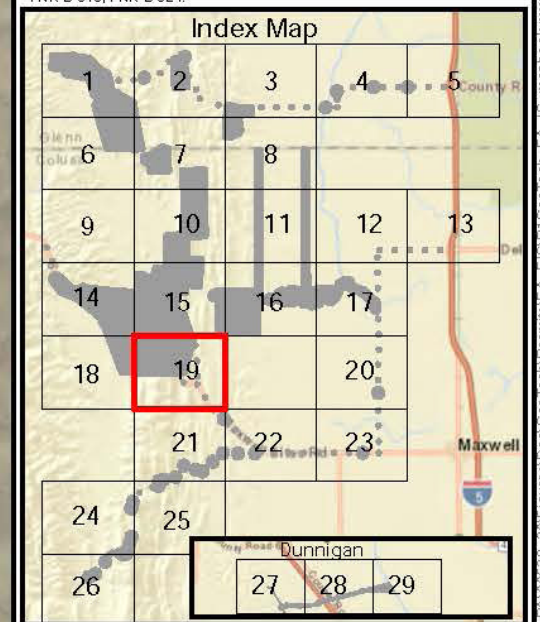 Index Map
1 2 3 4 5
County R
Glenn
Colusa
6 7 8
9 10 11 12 13
Del
14 15 16 17
18 19 20
21 22 23
Maxwell
5
24 25
26
Dunnigan
27 28 29